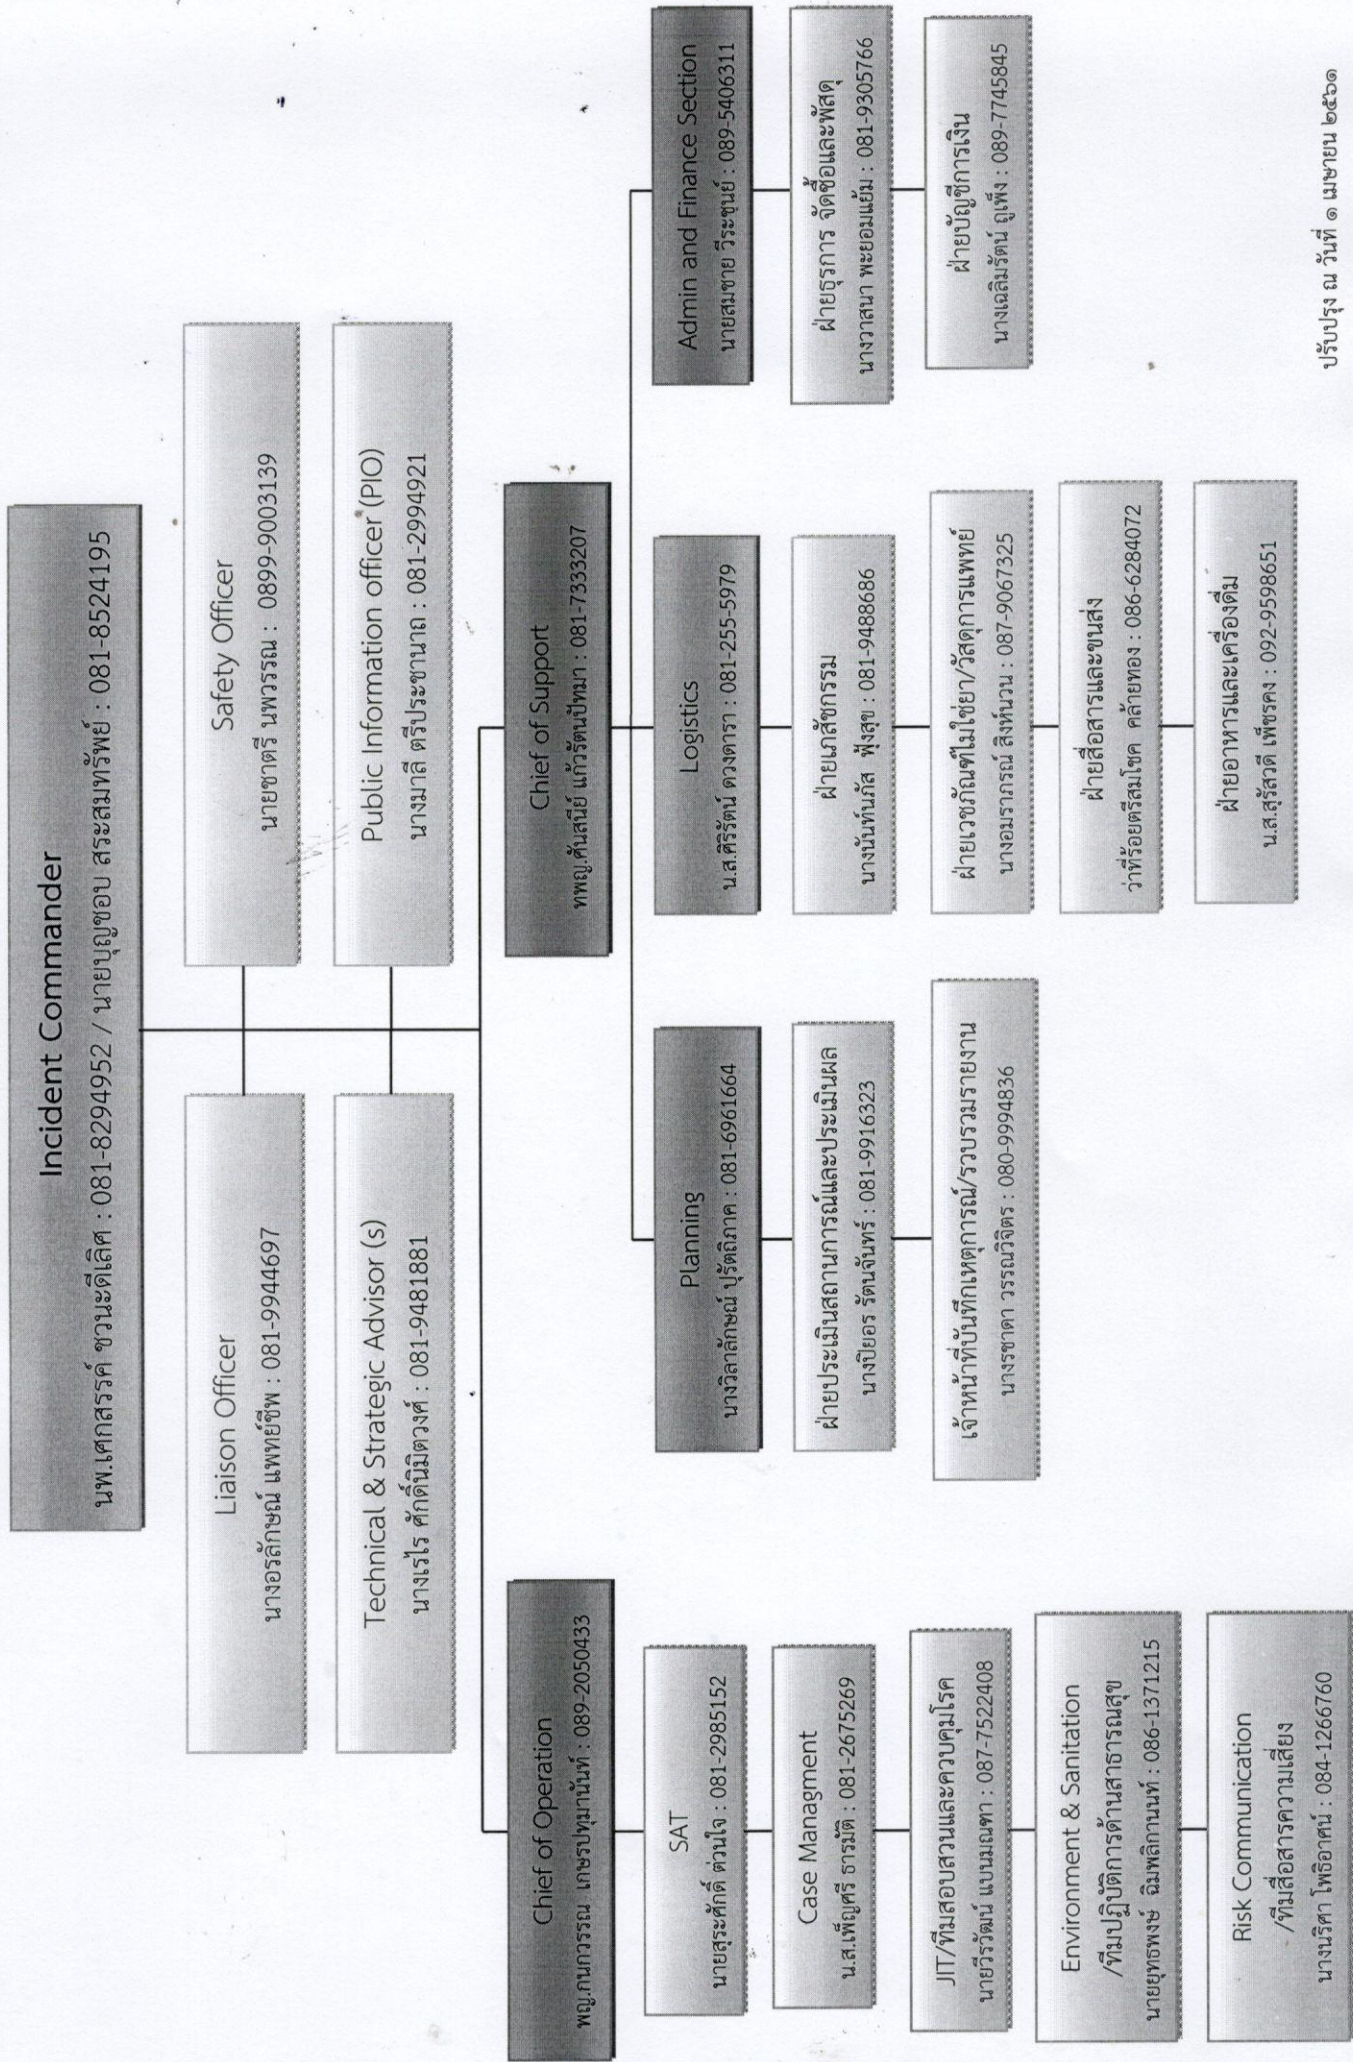 Incident Commander
นพ.เศกสรรค์ ชวนะดีเลิศ : 081-8294952 / นายบุญชอบ สระสมทรัพย์ : 081-8524195
Liaison Officer
นางอรลักษณ์ แพทย์ชีพ : 081-9944697
Safety Officer
นายชาตรี นพวรรณ : 0899-9003139
Technical & Strategic Advisor (s)
นางเรไร ศักดิ์นิมิตวงศ์ : 081-9481881
Public Information officer (PIO)
นางมาลี ตรีประชานาถ : 081-2994921
Chief of Operation
พญ.กนกวรรณ เกษรปทุมานันท์ : 089-2050433
SAT
นายสุระศักดิ์ ต่วนใจ : 081-2985152
Case Managment
น.ส.เพ็ญศรี ธารมัติ : 081-2675269
JIT/ทีมสอบสวนและควบคุมโรค
นายวีรวัฒน์ แบนมณฑา : 087-7522408
Environment & Sanitation
/ทีมปฏิบัติการด้านสาธารณสุข
นายยุทธพงษ์ ฉิมพลิกานนท์ : 086-1371215
Risk Communication
/ทีมสื่อสารความเสี่ยง
นางนริศา โพธิอาศน์ : 084-1266760
Chief of Support
ทพญ.ศันสนีย์ แก้วรัตนปัทมา : 081-7333207
Planning
นางวิลาลักษณ์ ปุรัตถิภาค : 081-6961664
ฝ่ายประเมินสถานการณ์และประเมินผล
นางปิยอร รัตนจันทร์ : 081-9916323
เจ้าหน้าที่บันทึกเหตุการณ์/รวบรวมรายงาน
นางรชาดา วรรณวิจิตร : 080-9994836
Logistics
น.ส.ศิริรัตน์ ดวงดารา : 081-255-5979
ฝ่ายเภสัชกรรม
นางนันท์นภัส ฟุ้งสุข : 081-9488686
ฝ่ายเวชภัณฑ์ไม่ใช่ยา/วัสดุการแพทย์
นางอมราภรณ์ สิงห์นวน : 087-9067325
ฝ่ายสื่อสารและขนส่ง
ว่าที่ร้อยตรีสมโชค คล้ายทอง : 086-6284072
ฝ่ายอาหารและเครื่องดื่ม
น.ส.สุรัสวดี เพ็ชรคง : 092-9598651
Admin and Finance Section
นายสมชาย วีระชุนย์ : 089-5406311
ฝ่ายธุรการ จัดซื้อและพัสดุ
นางวาสนา พะยอมแย้ม : 081-9305766
ฝ่ายบัญชีการเงิน
นางเฉลิมรัตน์ ภูเพ็ง : 089-7745845
ปรับปรุง ณ วันที่ ๑ เมษายน ๒๕๖๑